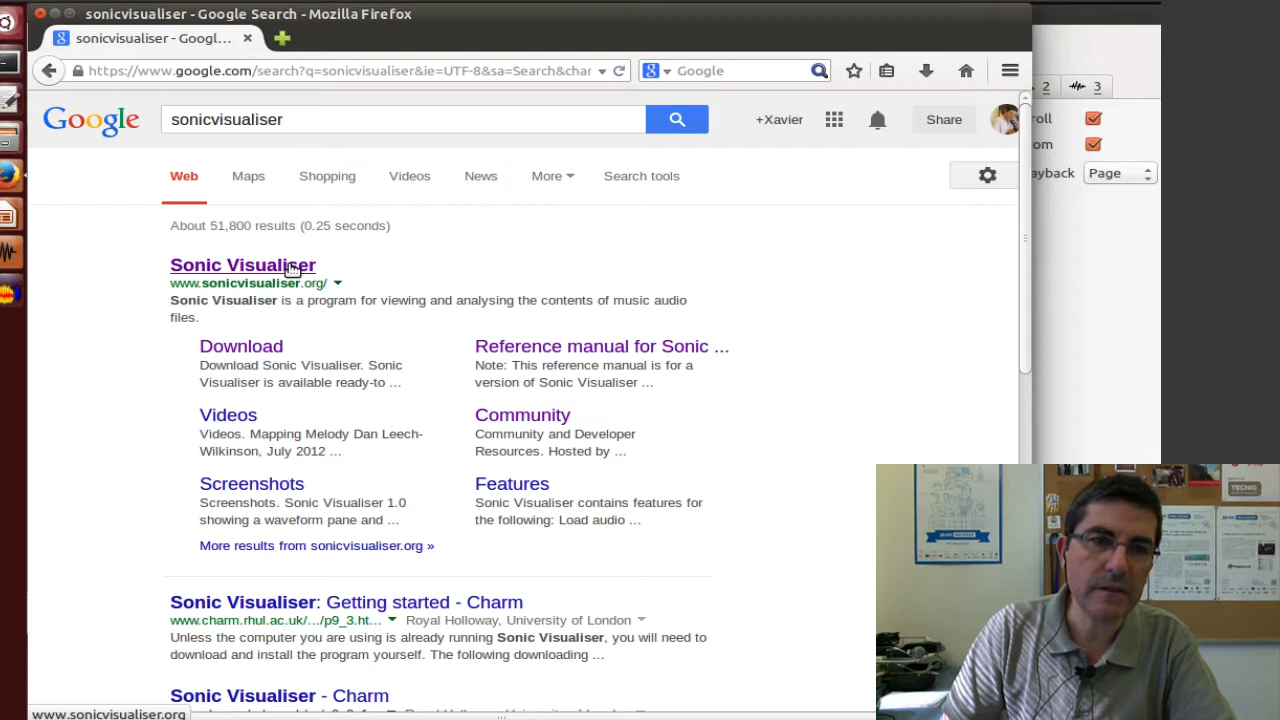 sonicvisualiser - Google Search - Mozilla Firefox
sonicvisualiser - Googl...
https://www.google.com/search?q=sonicvisualiser&ie=UTF-8&sa=Search&char
Google
2
3
Google
sonicvisualiser
+Xavier
Share
roll
om
ayback
Page
Web
Maps
Shopping
Videos
News
More
Search tools
About 51,800 results (0.25 seconds)
Sonic Visualiser
www.sonicvisualiser.org/
Sonic Visualiser is a program for viewing and analysing the contents of music audio
files.
Download
Download Sonic Visualiser. Sonic
Visualiser is available ready-to ...
Reference manual for Sonic ...
Note: This reference manual is for a
version of Sonic Visualiser ...
Videos
Videos. Mapping Melody Dan Leech-
Wilkinson, July 2012 ...
Community
Community and Developer
Resources. Hosted by ...
Screenshots
Screenshots. Sonic Visualiser 1.0
showing a waveform pane and ...
Features
Sonic Visualiser contains features for
the following: Load audio ...
More results from sonicvisualiser.org »
Sonic Visualiser: Getting started - Charm
www.charm.rhul.ac.uk/.../p9_3.ht...
Royal Holloway, University of London
Unless the computer you are using is already running Sonic Visualiser, you will need to
download and install the program yourself. The following downloading ...
Sonic Visualiser - Charm
www.sonicvisualiser.org
TECNIO